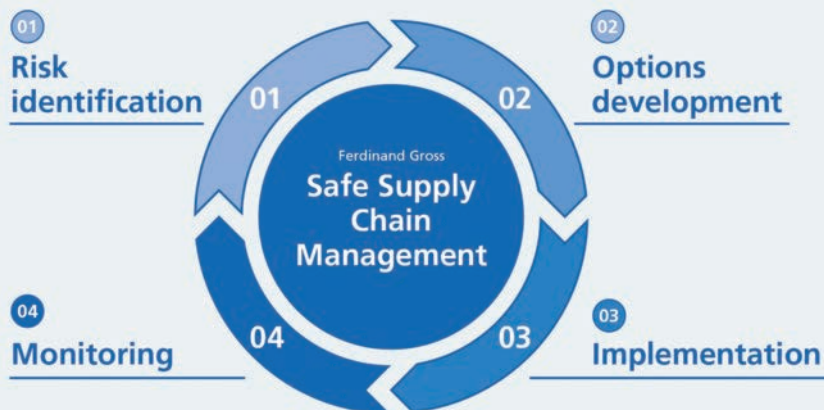 01
Risk
identification
02
Options
development
01
02
Ferdinand Gross
Safe Supply
Chain
Management
04
03
04
Monitoring
03
Implementation